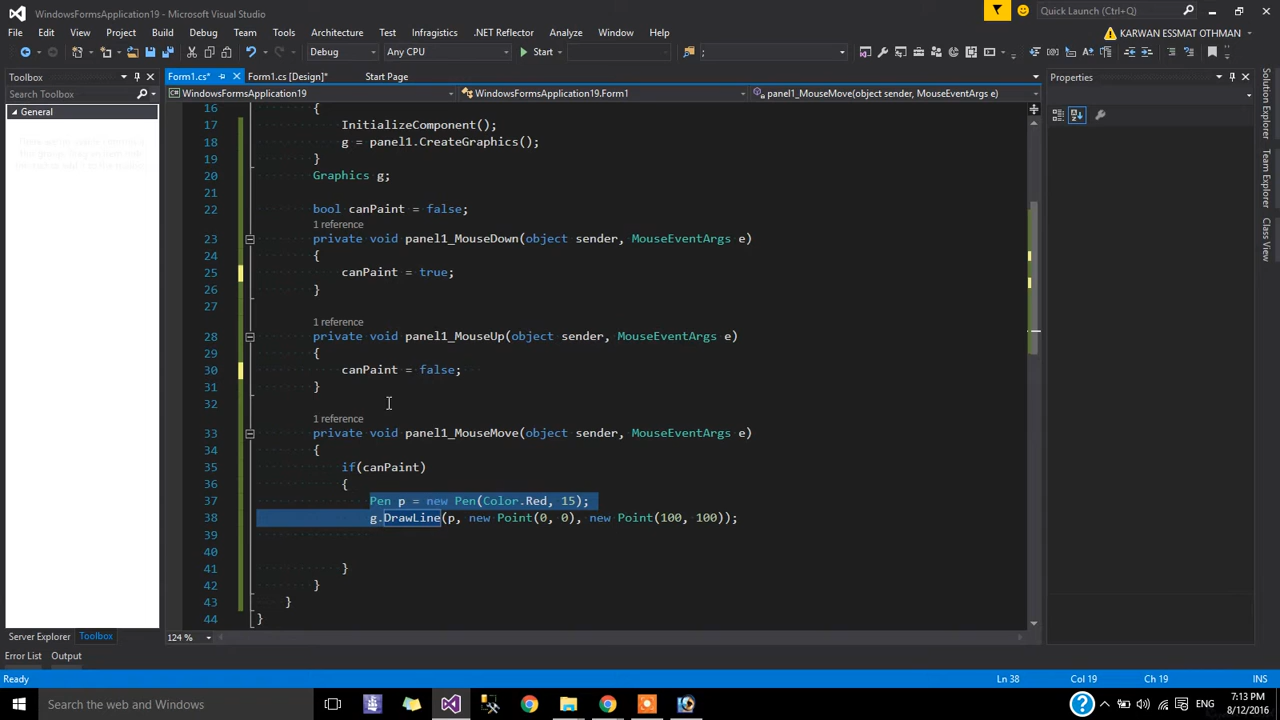 WindowsFormsApplication19 - Microsoft Visual Studio
Quick Launch (Ctrl+Q)
File Edit View Project Build Debug Team Tools Architecture Test Insights .NET Reflector Analyze Window Help
KARWAN ESSMAT OTHMAN
Debug Any CPU Start ;
Toolbox
Form1.cs* Form1.cs [Design]* Start Page
Properties
Search Toolbox
WindowsFormsApplication19 WindowsFormsApplication19.Form1 panel1_MouseMove(object sender, MouseEventArgs e)
General
16 {
17 InitializeComponent();
18 g = panel1.CreateGraphics();
19 }
20 Graphics g;
21
22 bool canPaint = false;
1 reference
23 private void panel1_MouseDown(object sender, MouseEventArgs e)
24 {
25 canPaint = true;
26 }
27
1 reference
28 private void panel1_MouseUp(object sender, MouseEventArgs e)
29 {
30 canPaint = false;
31 }
32
1 reference
33 private void panel1_MouseMove(object sender, MouseEventArgs e)
34 {
35 if(canPaint)
36 {
37 Pen p = new Pen(Color.Red, 15);
38 g.DrawLine(p, new Point(0, 0), new Point(100, 100));
39
40
41 }
42 }
43 }
44 }
Solution Explorer
Team Explorer
Class View
124 %
Server Explorer Toolbox
Error List Output
Ready Ln 38 Col 19 Ch 19 INS
Search the web and Windows
7:13 PM
8/12/2016